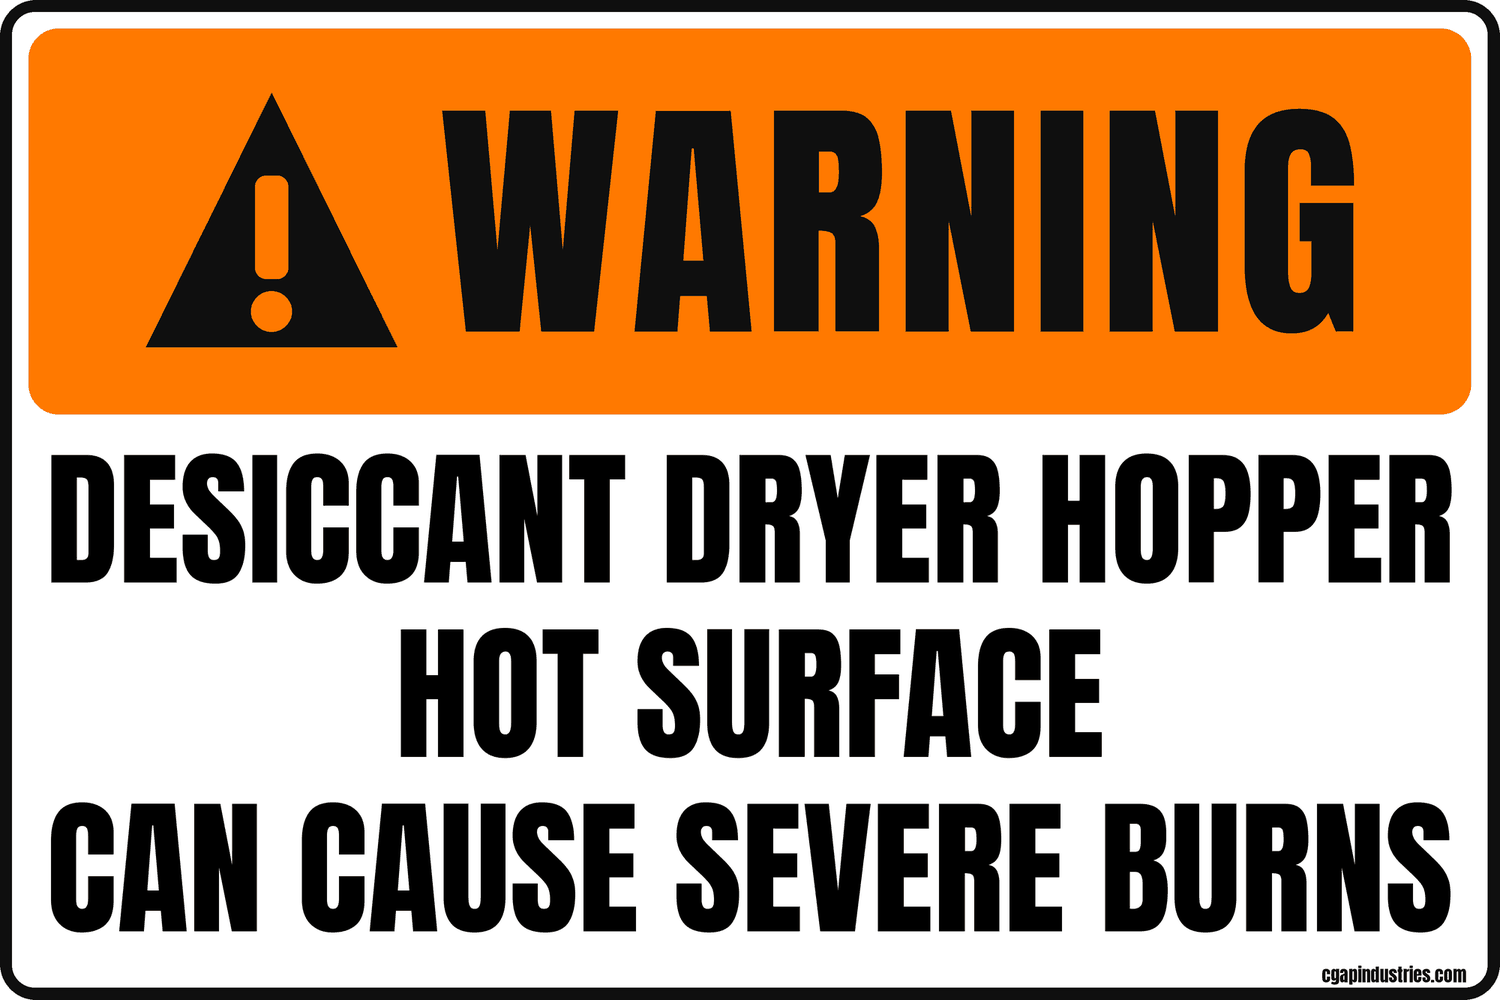 WARNING
DESICCANT DRYER HOPPER
HOT SURFACE
CAN CAUSE SEVERE BURNS
cgapindustries.com